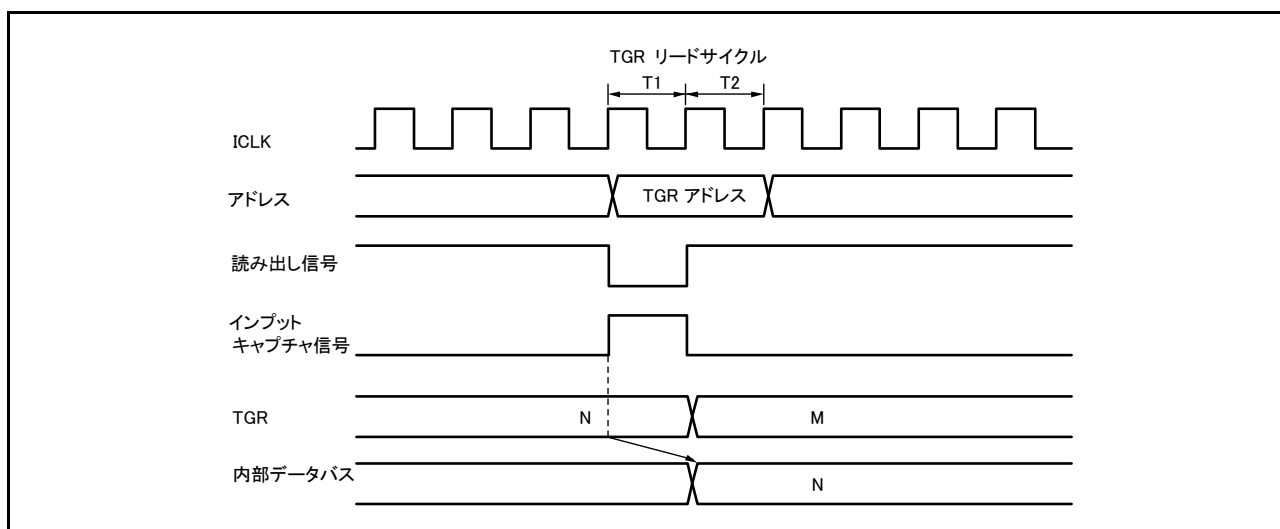 TGR リードサイクル
T1 T2
ICLK
アドレス TGR アドレス
読み出し信号
インプット
キャプチャ信号
TGR N M
内部データバス N